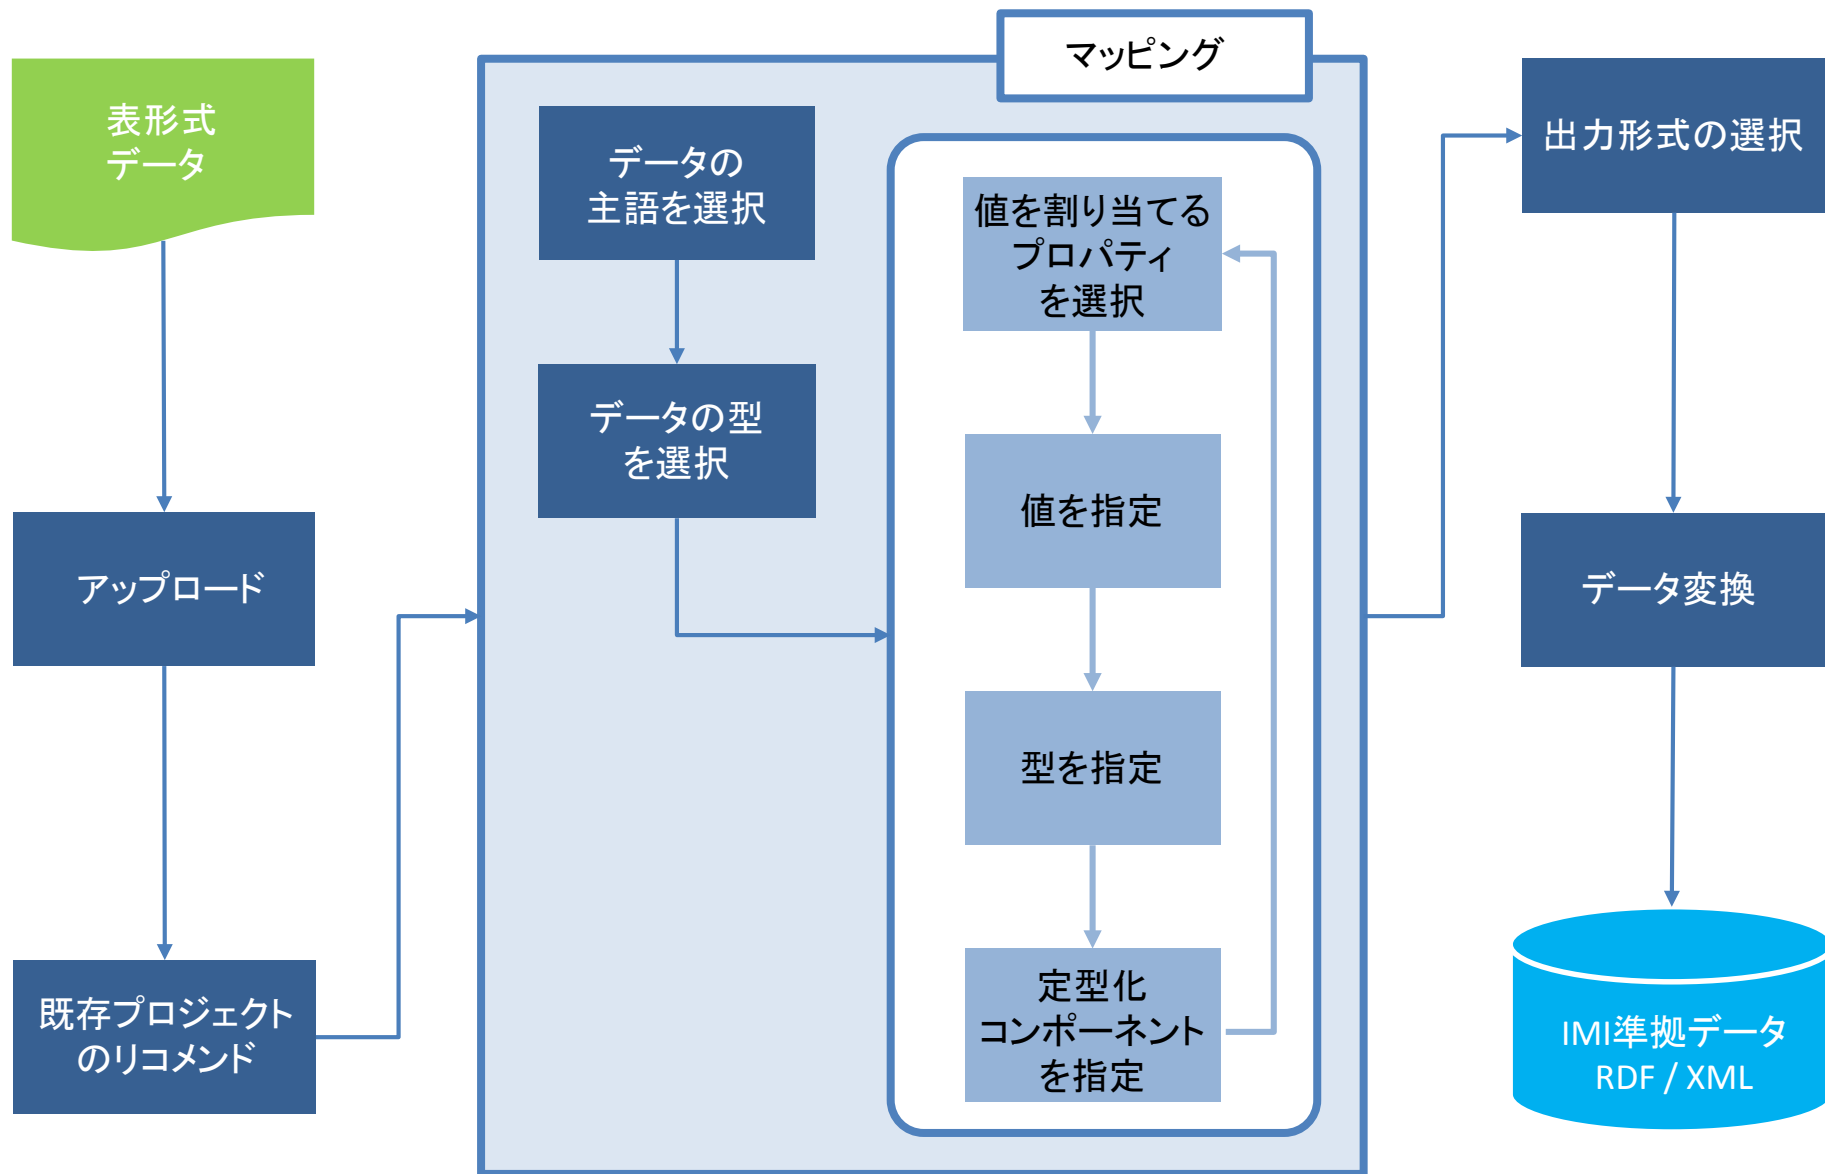 表形式
データ
アップロード
既存プロジェクト
のリコメンド
マッピング
データの
主語を選択
データの型
を選択
値を割り当てる
プロパティ
を選択
値を指定
型を指定
定型化
コンポーネント
を指定
出力形式の選択
データ変換
IMI準拠データ
RDF / XML